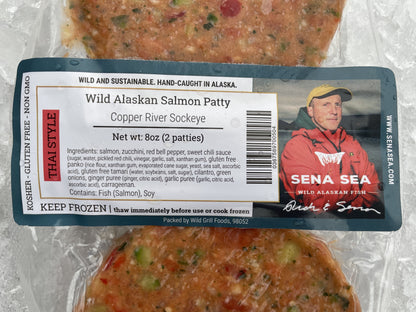 WILD AND SUSTAINABLE. HAND-CAUGHT IN ALASKA.
KOSHER - GLUTEN FREE - NON GMO
THAI STYLE
Wild Alaskan Salmon Patty
Copper River Sockeye
Net wt: 8oz (2 patties)
Ingredients: salmon, zucchini, red bell pepper, sweet chili sauce
(sugar, water, pickled red chili, vinegar, garlic, salt, xanthan gum), gluten free
panko (rice flour, xanthan gum, evaporated cane sugar, yeast, sea salt, ascorbic
acid), gluten free tamari (water, soybeans, salt, sugar), cilantro, green
onions, ginger puree (ginger, citric acid), garlic puree (garlic, citric acid,
ascorbic acid), carrageenan.
Contains: Fish (Salmon), Soy
KEEP FROZEN | thaw immediately before use or cook frozen
Packed by Wild Grill Foods, 98052
SENA SEA
WILD ALASKAN FISH
WWW.SENASEA.COM